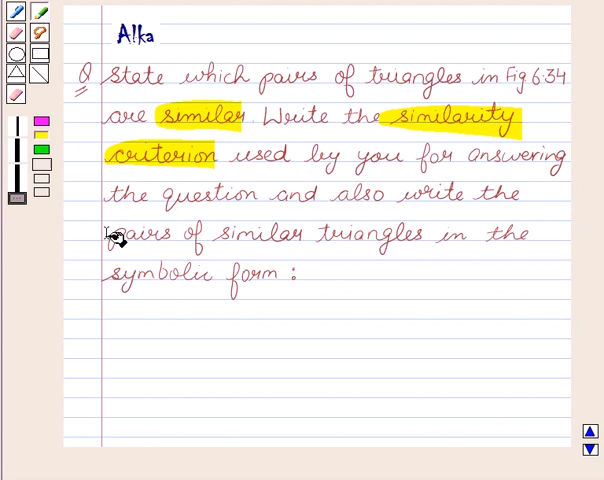 Alka
Q State which pairs of triangles in Fig 6.34
are similar. Write the similarity
criterion used by you for answering
the question and also write the
pairs of similar triangles in the
symbolic form :